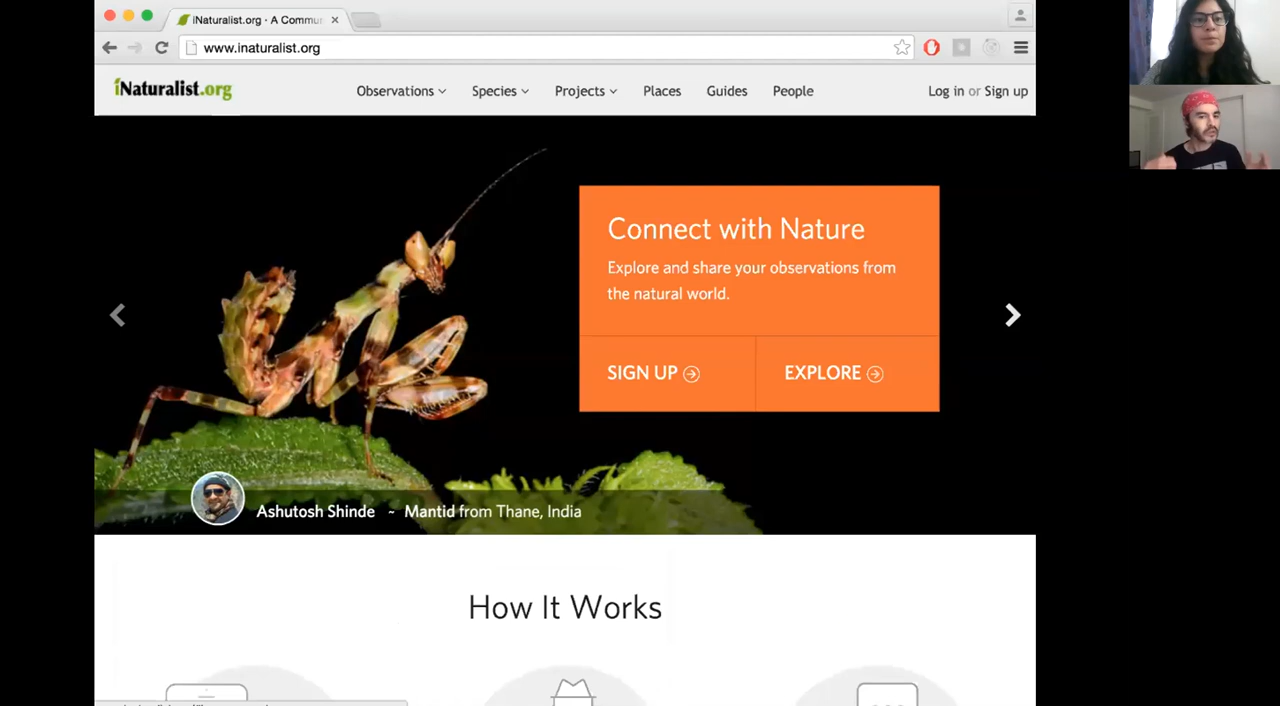 iNaturalist.org · A Commu
www.inaturalist.org
iNaturalist.org Observations Species Projects Places Guides People Log in or Sign up
Connect with Nature
Explore and share your observations from
the natural world.
SIGN UP EXPLORE
Ashutosh Shinde ~ Mantid from Thane, India
How It Works